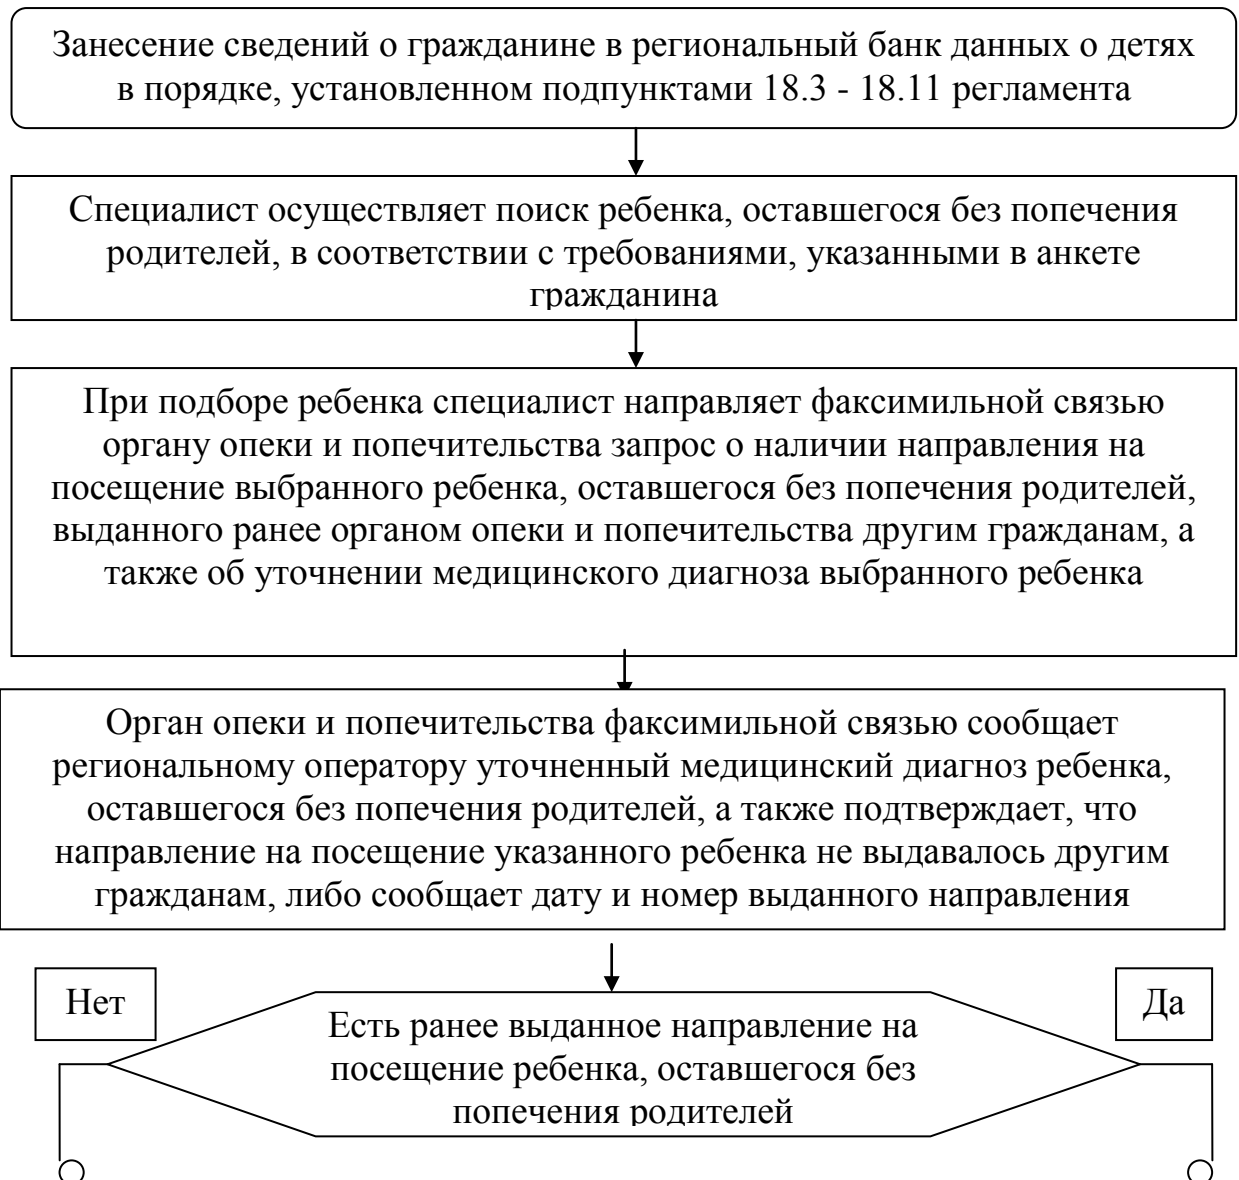 Занесение сведений о гражданине в региональный банк данных о детях
в порядке, установленном подпунктами 18.3 - 18.11 регламента
Специалист осуществляет поиск ребенка, оставшегося без попечения
родителей, в соответствии с требованиями, указанными в анкете
гражданина
При подборе ребенка специалист направляет факсимильной связью
органу опеки и попечительства запрос о наличии направления на
посещение выбранного ребенка, оставшегося без попечения родителей,
выданного ранее органом опеки и попечительства другим гражданам, а
также об уточнении медицинского диагноза выбранного ребенка
Орган опеки и попечительства факсимильной связью сообщает
региональному оператору уточненный медицинский диагноз ребенка,
оставшегося без попечения родителей, а также подтверждает, что
направление на посещение указанного ребенка не выдавалось другим
гражданам, либо сообщает дату и номер выданного направления
Нет
Да
Есть ранее выданное направление на
посещение ребенка, оставшегося без
попечения родителей